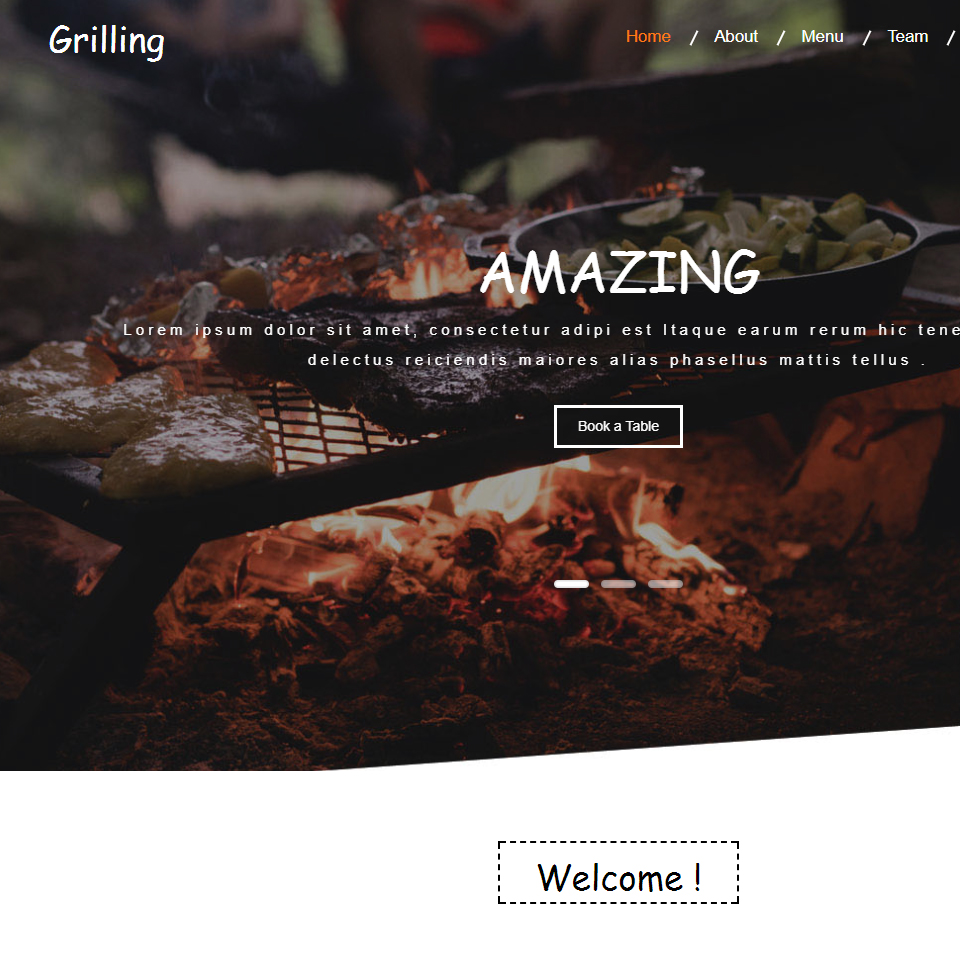 Grilling
Home / About / Menu / Team /
AMAZING
Lorem ipsum dolor sit amet, consectetur adipi est Itaque earum rerum hic tene
delectus reiciendis maiores alias phasellus mattis tellus .
Book a Table
Welcome !